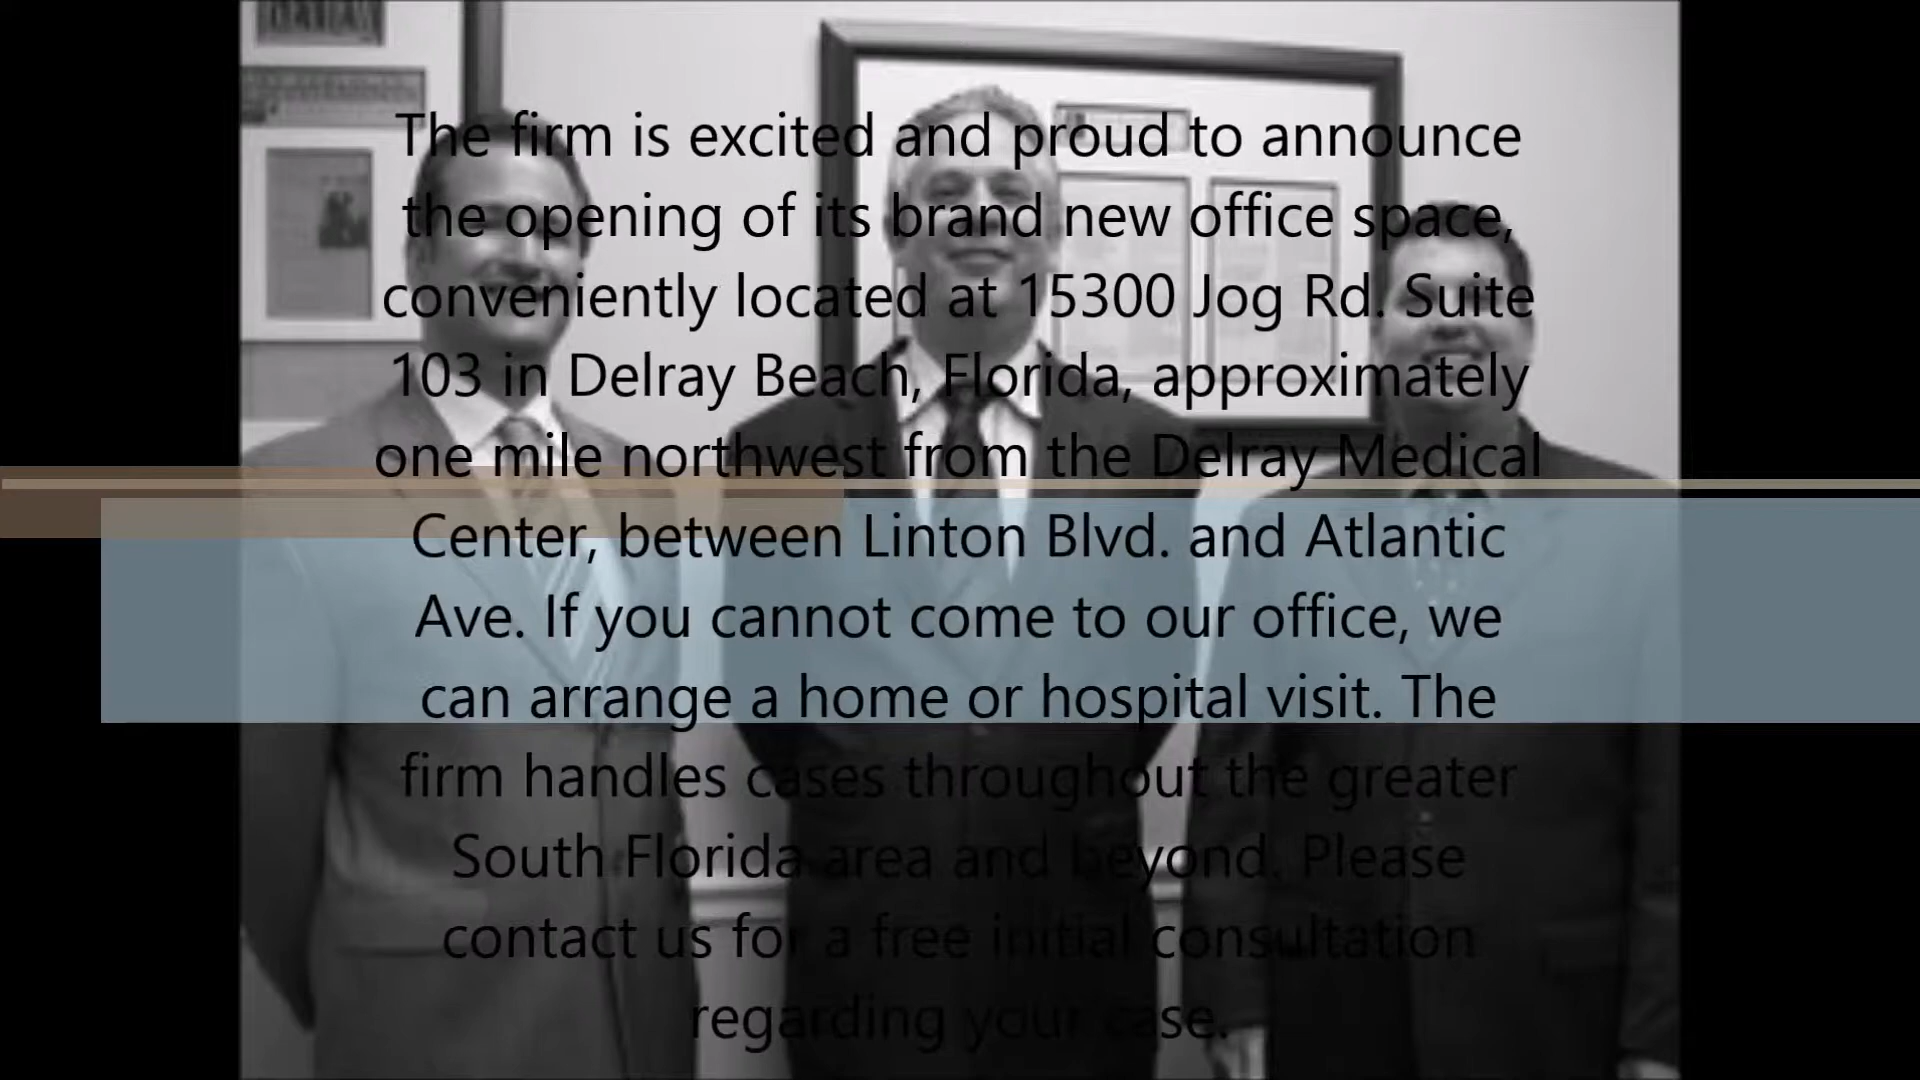 The firm is excited and proud to announce
the opening of its brand new office space,
conveniently located at 15300 Jog Rd. Suite
103 in Delray Beach, Florida, approximately
one mile northwest from the Delray Medical
Center, between Linton Blvd. and Atlantic
Ave. If you cannot come to our office, we
can arrange a home or hospital visit. The
firm handles cases throughout the greater
South Florida area and beyond. Please
contact us for a free initial consultation
regarding your case.